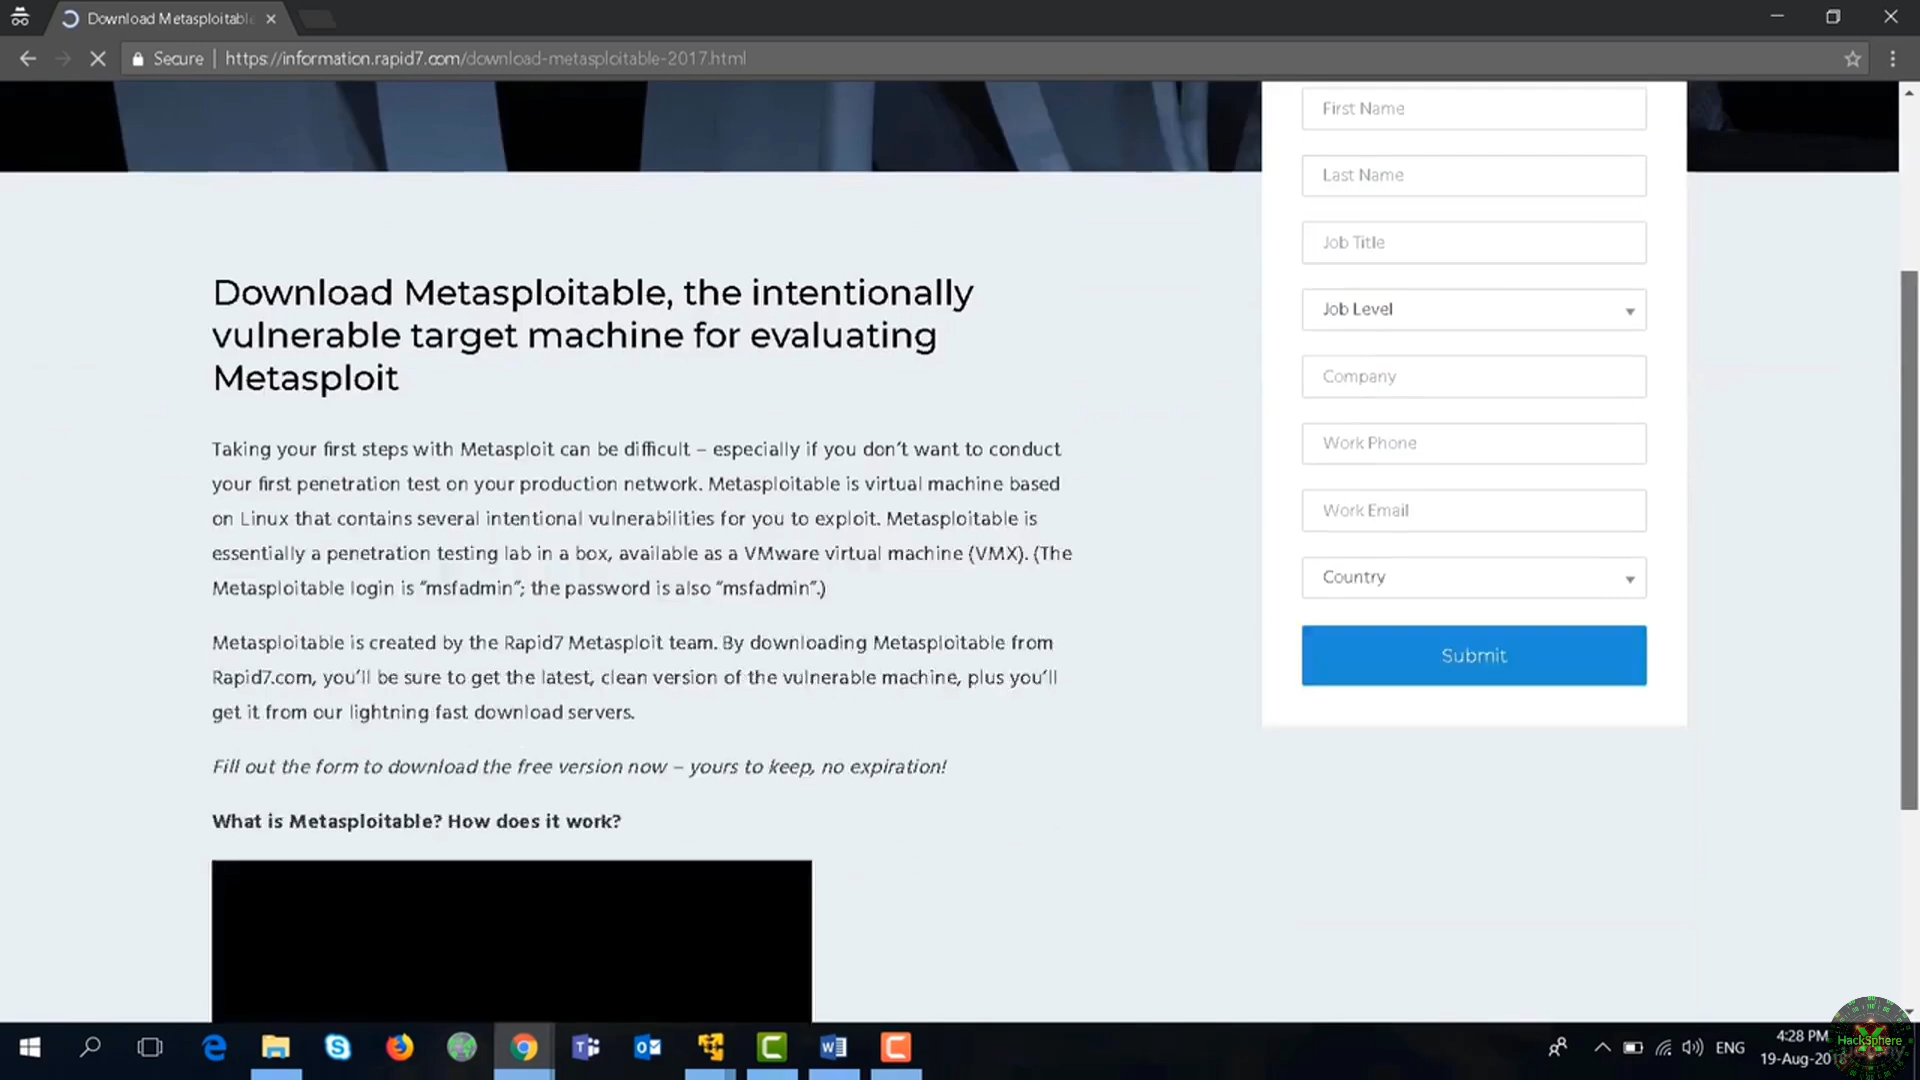 Download Metasploitable
Secure
https://information.rapid7.com/download-metasploitable-2017.html
First Name
Last Name
Job Title
Job Level
Company
Work Phone
Work Email
Country
Submit
Download Metasploitable, the intentionally
vulnerable target machine for evaluating
Metasploit
Taking your first steps with Metasploit can be difficult – especially if you don’t want to conduct
your first penetration test on your production network. Metasploitable is virtual machine based
on Linux that contains several intentional vulnerabilities for you to exploit. Metasploitable is
essentially a penetration testing lab in a box, available as a VMware virtual machine (VMX). (The
Metasploitable login is “msfadmin”; the password is also “msfadmin”.)
Metasploitable is created by the Rapid7 Metasploit team. By downloading Metasploitable from
Rapid7.com, you’ll be sure to get the latest, clean version of the vulnerable machine, plus you’ll
get it from our lightning fast download servers.
Fill out the form to download the free version now – yours to keep, no expiration!
What is Metasploitable? How does it work?
ENG
4:28 PM
19-Aug-20
HackSphere